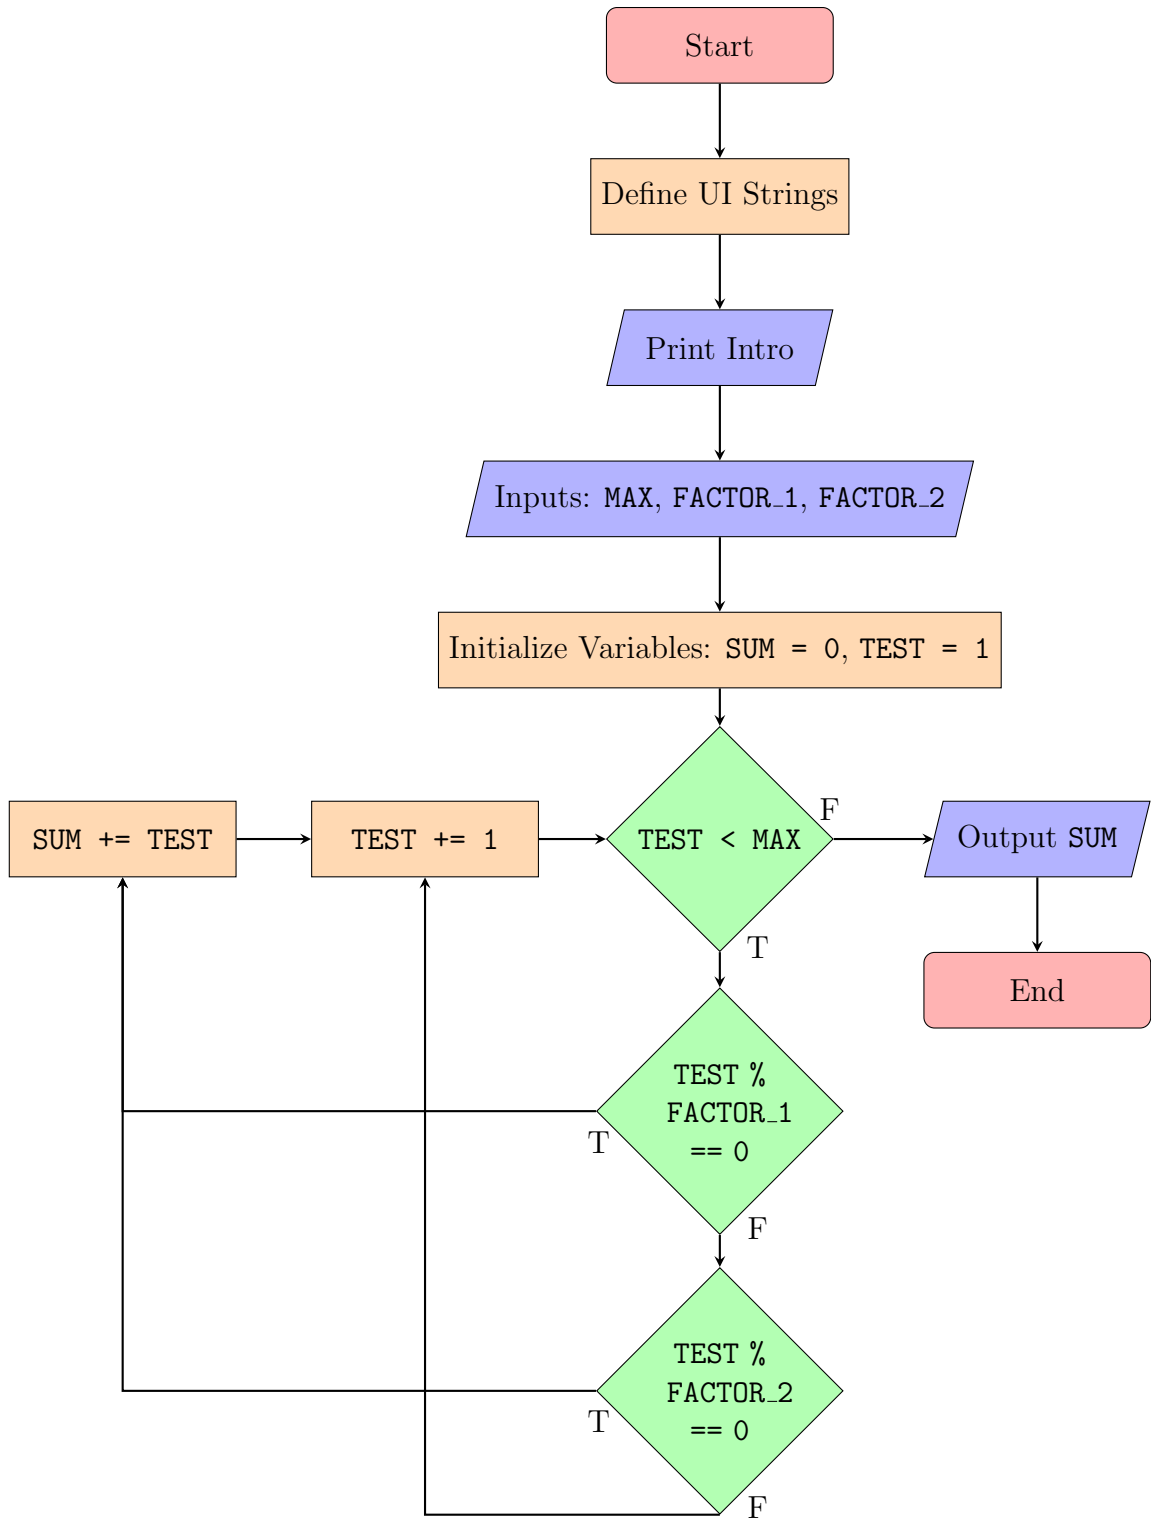 Start
Define UI Strings
Print Intro
Inputs: MAX, FACTOR_1, FACTOR_2
Initialize Variables: SUM = 0, TEST = 1
SUM += TEST
TEST += 1
TEST < MAX
F
Output SUM
T
End
TEST %
FACTOR_1
== 0
T
F
TEST %
FACTOR_2
== 0
T
F